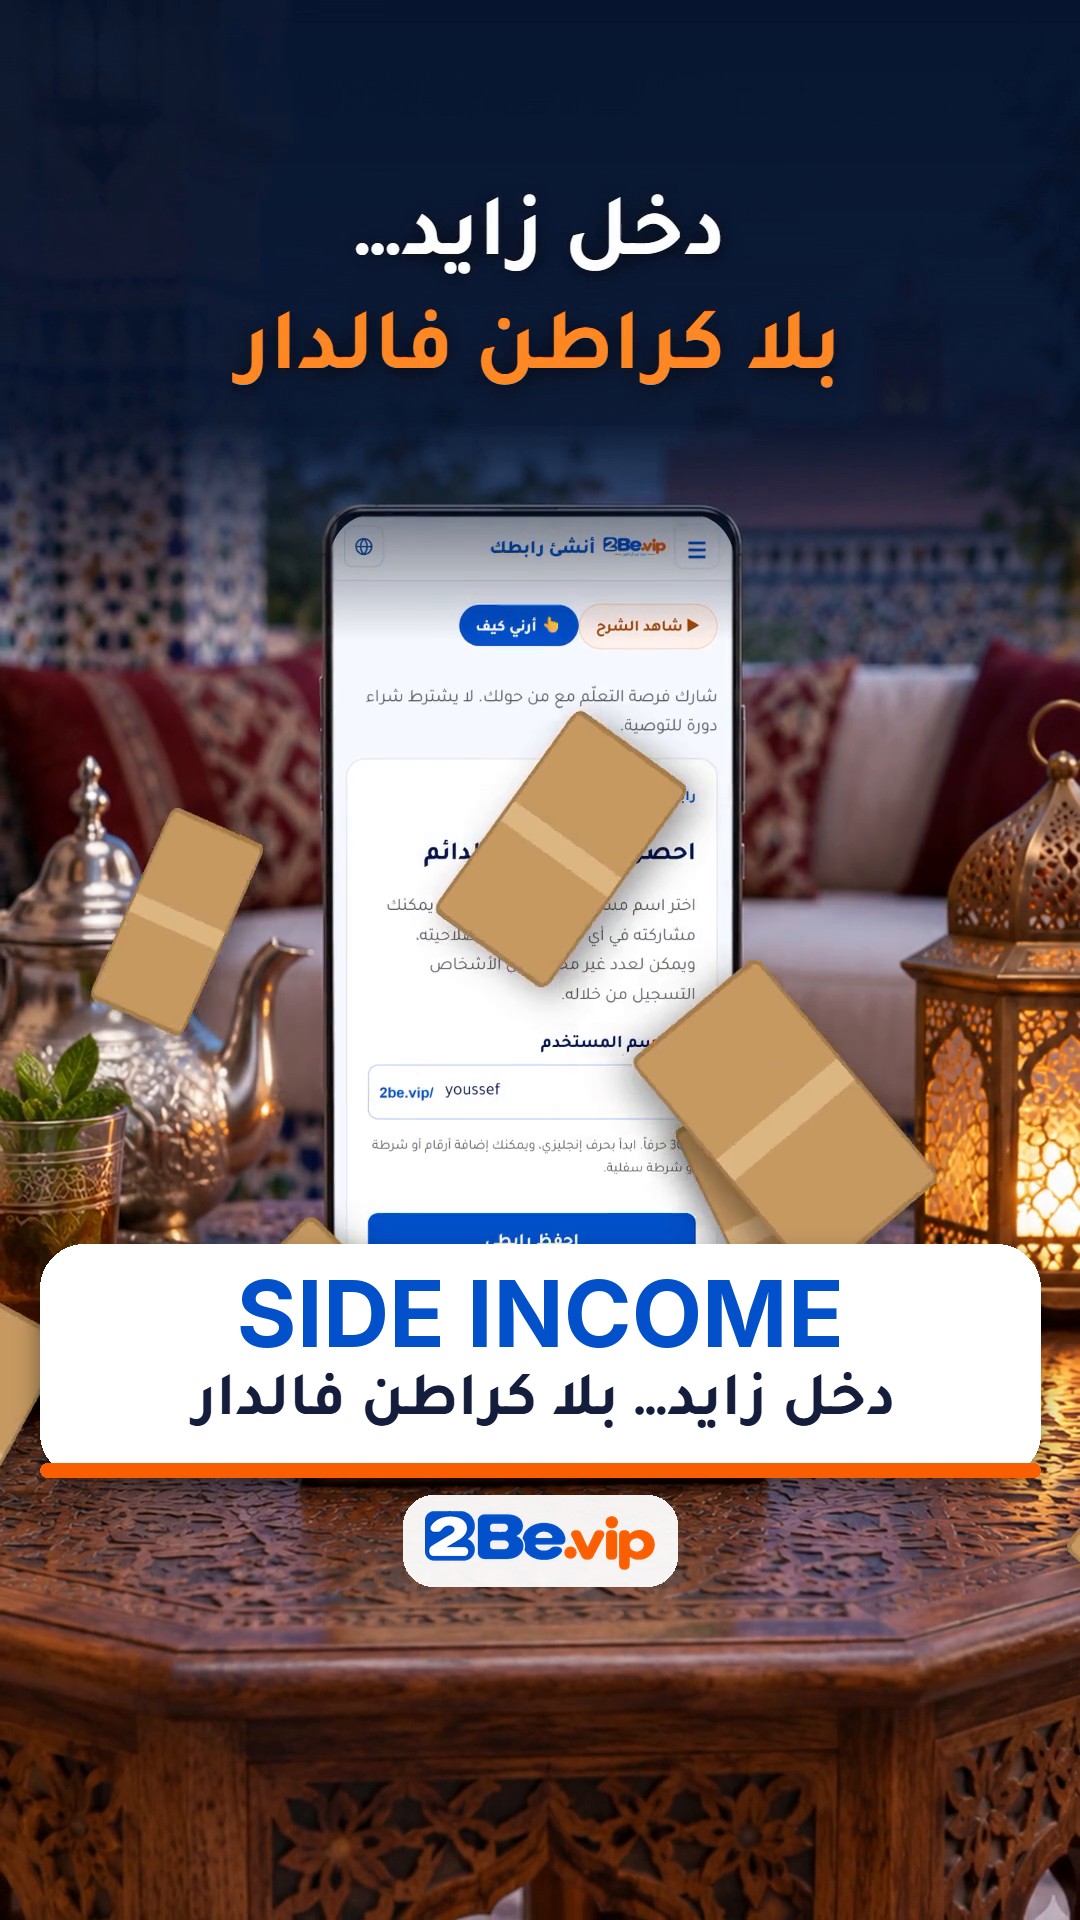 دخل زايد...
بلا كراطن فالدار
2Be.vip أنشئ رابطك
▶ شاهد الشرح
👆 أرني كيف
شارك فرصة التعلّم مع من حولك. لا يشترط شراء
دورة للتوصية.
احصل
دائم
اختر اسم
يمكنك
مشاركته في أي
صلاحيته،
ويمكن لعدد غير
الأشخاص
التسجيل من خلاله.
اسم المستخدم
2be.vip/ youssef
30 حرفاً. ابدأ بحرف إنجليزي، ويمكنك إضافة أرقام أو شرطة
أو شرطة سفلية.
احفظ رابطي
SIDE INCOME
دخل زايد... بلا كراطن فالدار
2Be.vip